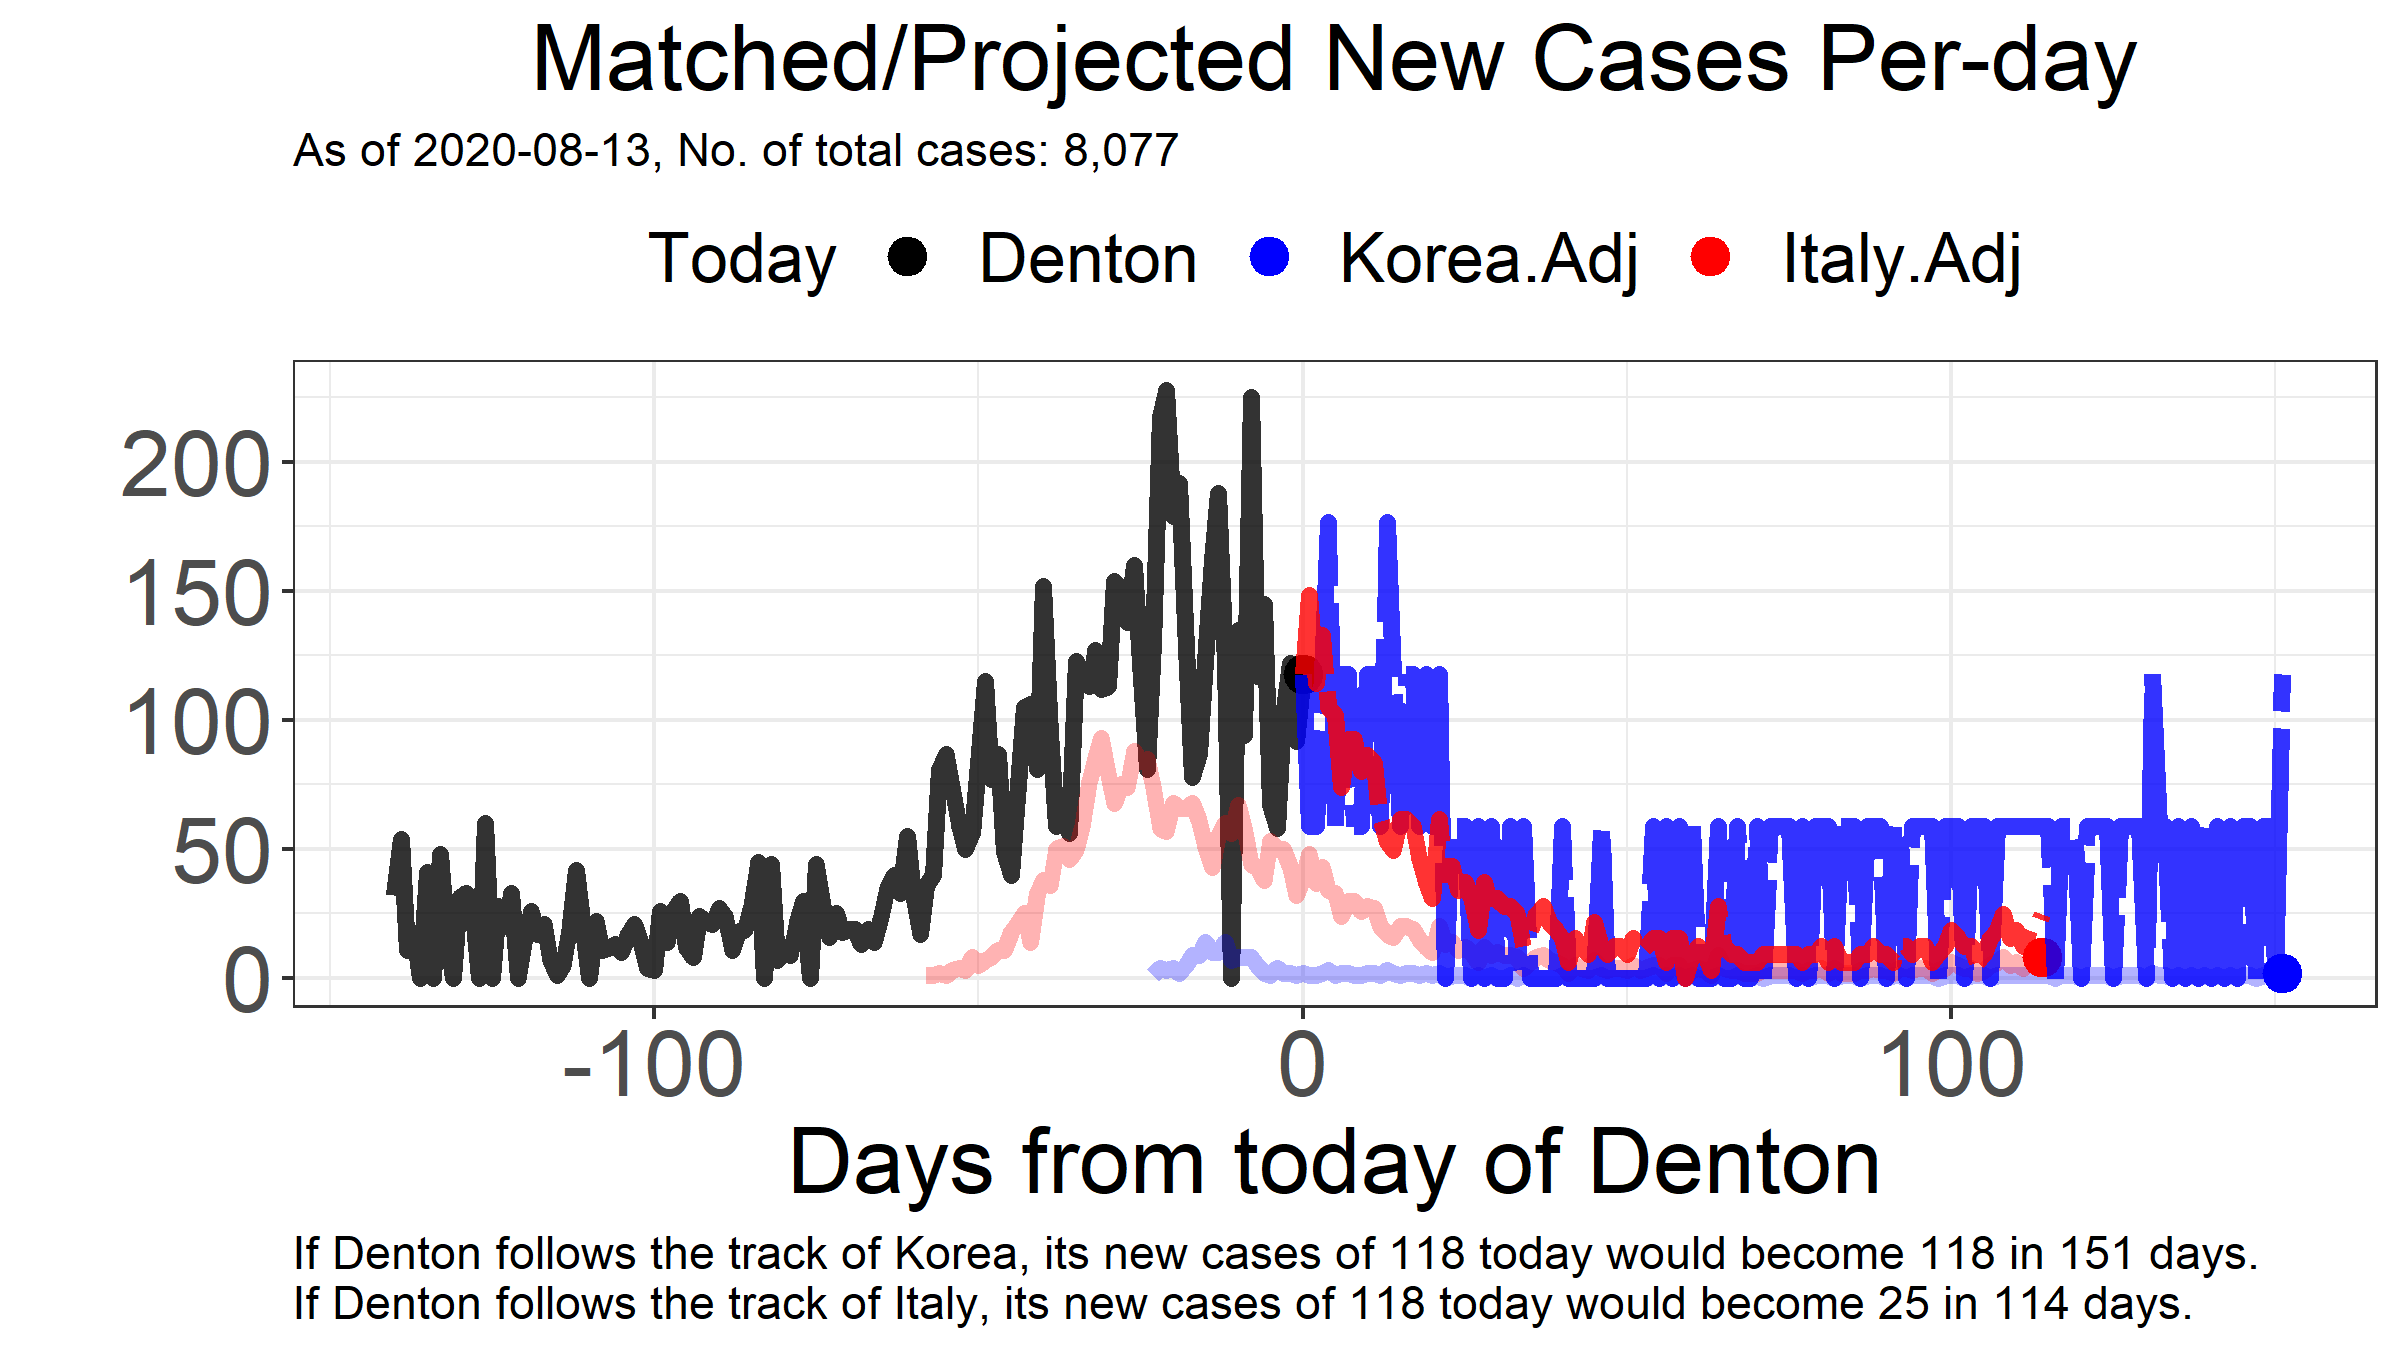 Matched/Projected New Cases Per-day
As of 2020-08-13, No. of total cases: 8,077
Today Denton Korea.Adj Italy.Adj
200
150
100
50
0
-100 0 100
Days from today of Denton
If Denton follows the track of Korea, its new cases of 118 today would become 118 in 151 days.
If Denton follows the track of Italy, its new cases of 118 today would become 25 in 114 days.